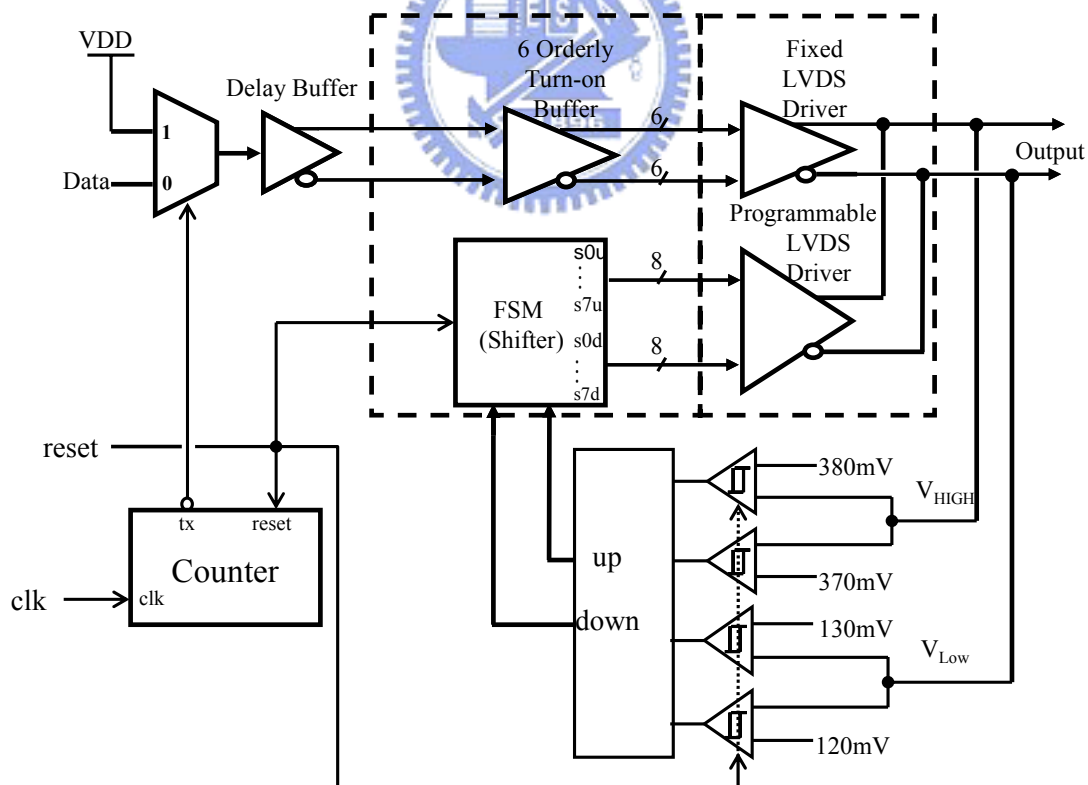 VDD
Delay Buffer
6 Orderly
Turn-on
Buffer
Fixed
LVDS
Driver
1
0
Data
6
6
Output
Programmable
LVDS
Driver
FSM
(Shifter)
s0u
s7u
s0d
s7d
8
8
reset
tx
reset
Counter
clk
clk
up
down
380mV
370mV
130mV
120mV
VHIGH
VLow